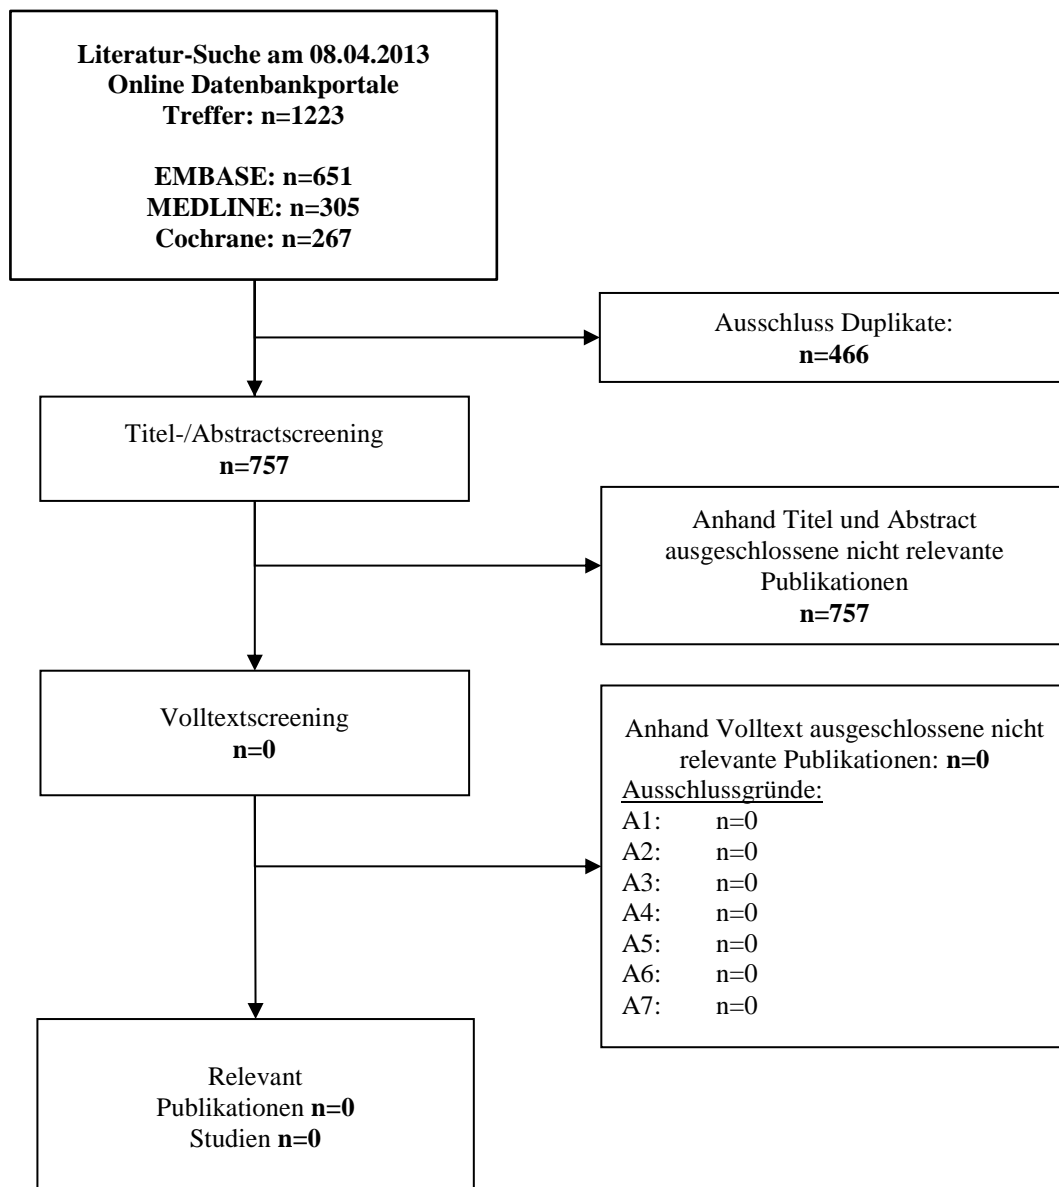 Literatur-Suche am 08.04.2013
Online Datenbankportale
Treffer: n=1223
EMBASE: n=651
MEDLINE: n=305
Cochrane: n=267
Ausschluss Duplikate:
n=466
Titel-/Abstractscreening
n=757
Anhand Titel und Abstract
ausgeschlossene nicht relevante
Publikationen
n=757
Volltextscreening
n=0
Anhand Volltext ausgeschlossene nicht
relevante Publikationen: n=0
Ausschlussgründe:
A1: n=0
A2: n=0
A3: n=0
A4: n=0
A5: n=0
A6: n=0
A7: n=0
Relevant
Publikationen n=0
Studien n=0